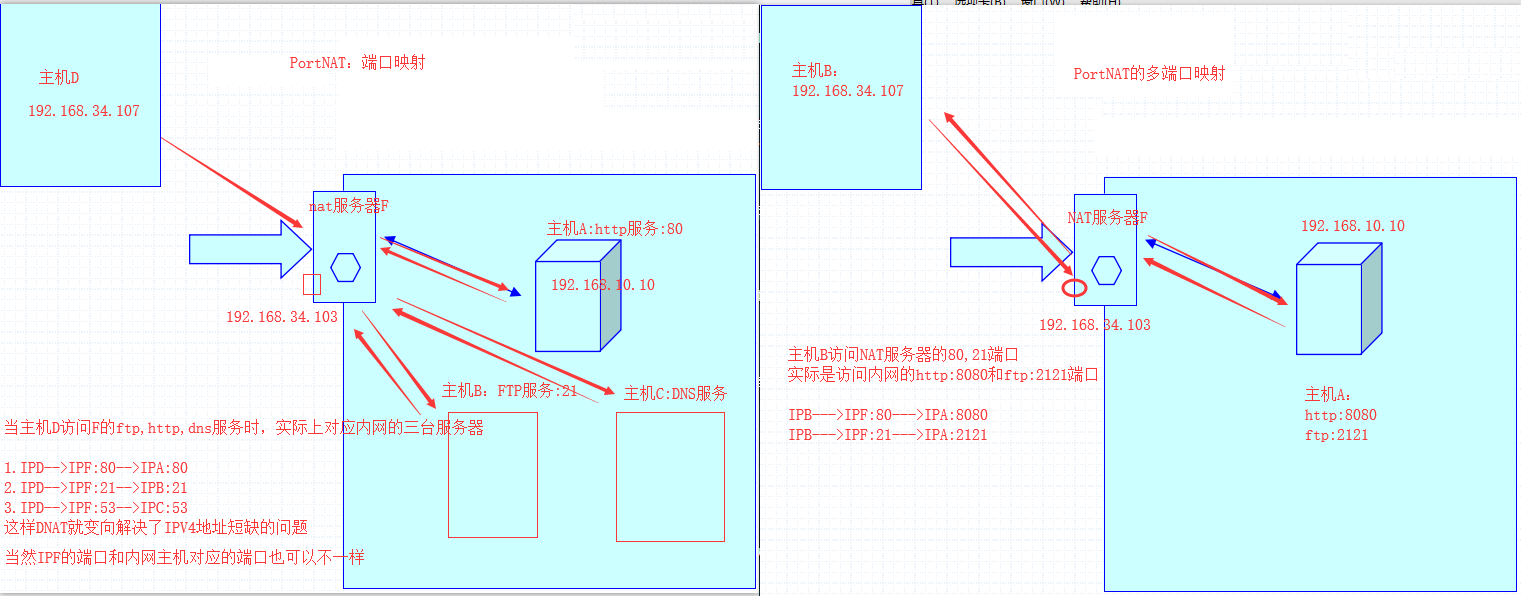 具(T) 选项卡(B) 窗口(W) 帮助(H)
PortNAT：端口映射
主机D
192.168.34.107
nat服务器F
主机A:http服务:80
192.168.10.10
192.168.34.103
主机B：FTP服务:21
主机C:DNS服务
当主机D访问F的ftp,http,dns服务时，实际上对应内网的三台服务器
1.IPD-->IPF:80-->IPA:80
2.IPD-->IPF:21-->IPB:21
3.IPD-->IPF:53-->IPC:53
这样DNAT就变向解决了IPV4地址短缺的问题
当然IPF的端口和内网主机对应的端口也可以不一样
PortNAT的多端口映射
主机B：
192.168.34.107
NAT服务器F
192.168.10.10
192.168.34.103
主机B访问NAT服务器的80,21端口
实际是访问内网的http:8080和ftp:2121端口
IPB--->IPF:80--->IPA:8080
IPB--->IPF:21--->IPA:2121
主机A：
http:8080
ftp:2121